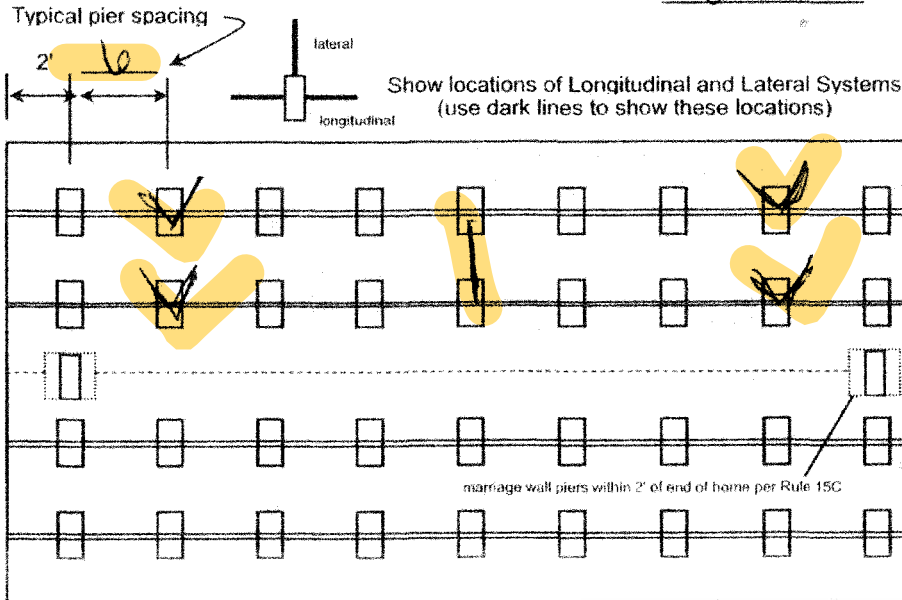 Typical pier spacing
2' 6
lateral
longitudinal
Show locations of Longitudinal and Lateral Systems
(use dark lines to show these locations)
marriage wall piers within 2' of end of home per Rule 15C